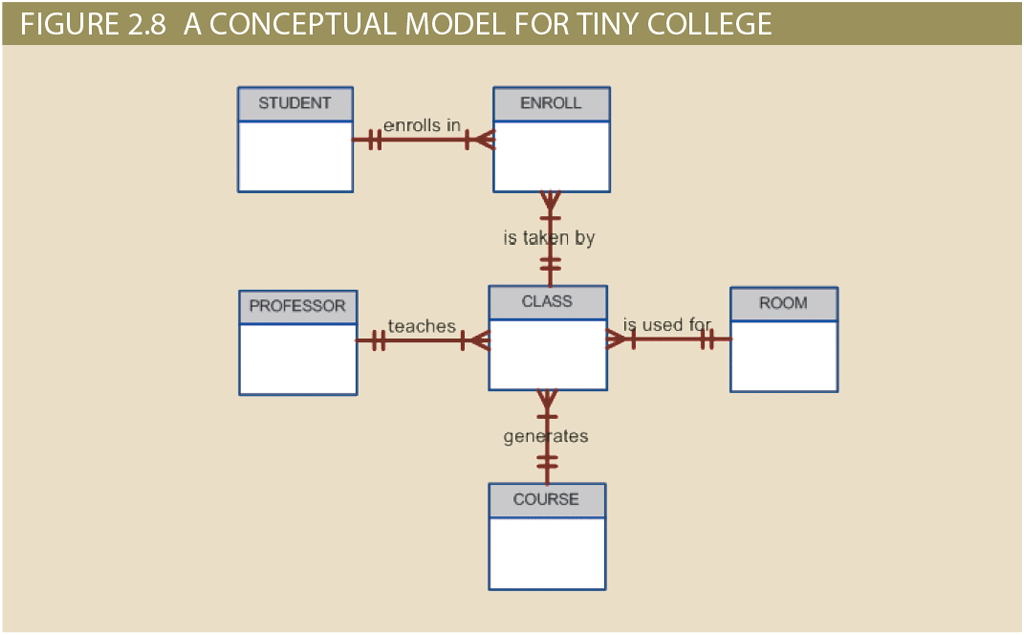 FIGURE 2.8 A CONCEPTUAL MODEL FOR TINY COLLEGE
STUDENT
enrolls in
ENROLL
is taken by
PROFESSOR
teaches
CLASS
is used for
ROOM
generates
COURSE